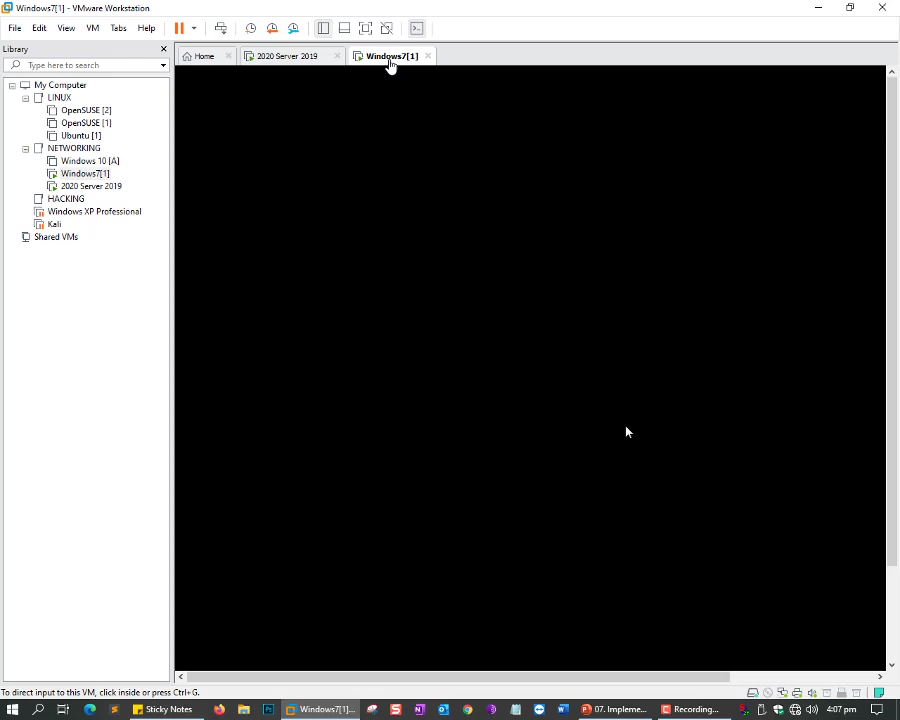 Windows7[1] - VMware Workstation
File Edit View VM Tabs Help
Library
Type here to search
Home
2020 Server 2019
Windows7[1]
My Computer
LINUX
OpenSUSE [2]
OpenSUSE [1]
Ubuntu [1]
NETWORKING
Windows 10 [A]
Windows7[1]
2020 Server 2019
HACKING
Windows XP Professional
Kali
Shared VMs
To direct input to this VM, click inside or press Ctrl+G.
Sticky Notes
Windows7[1]...
07. Impleme...
Recording...
4:07 pm